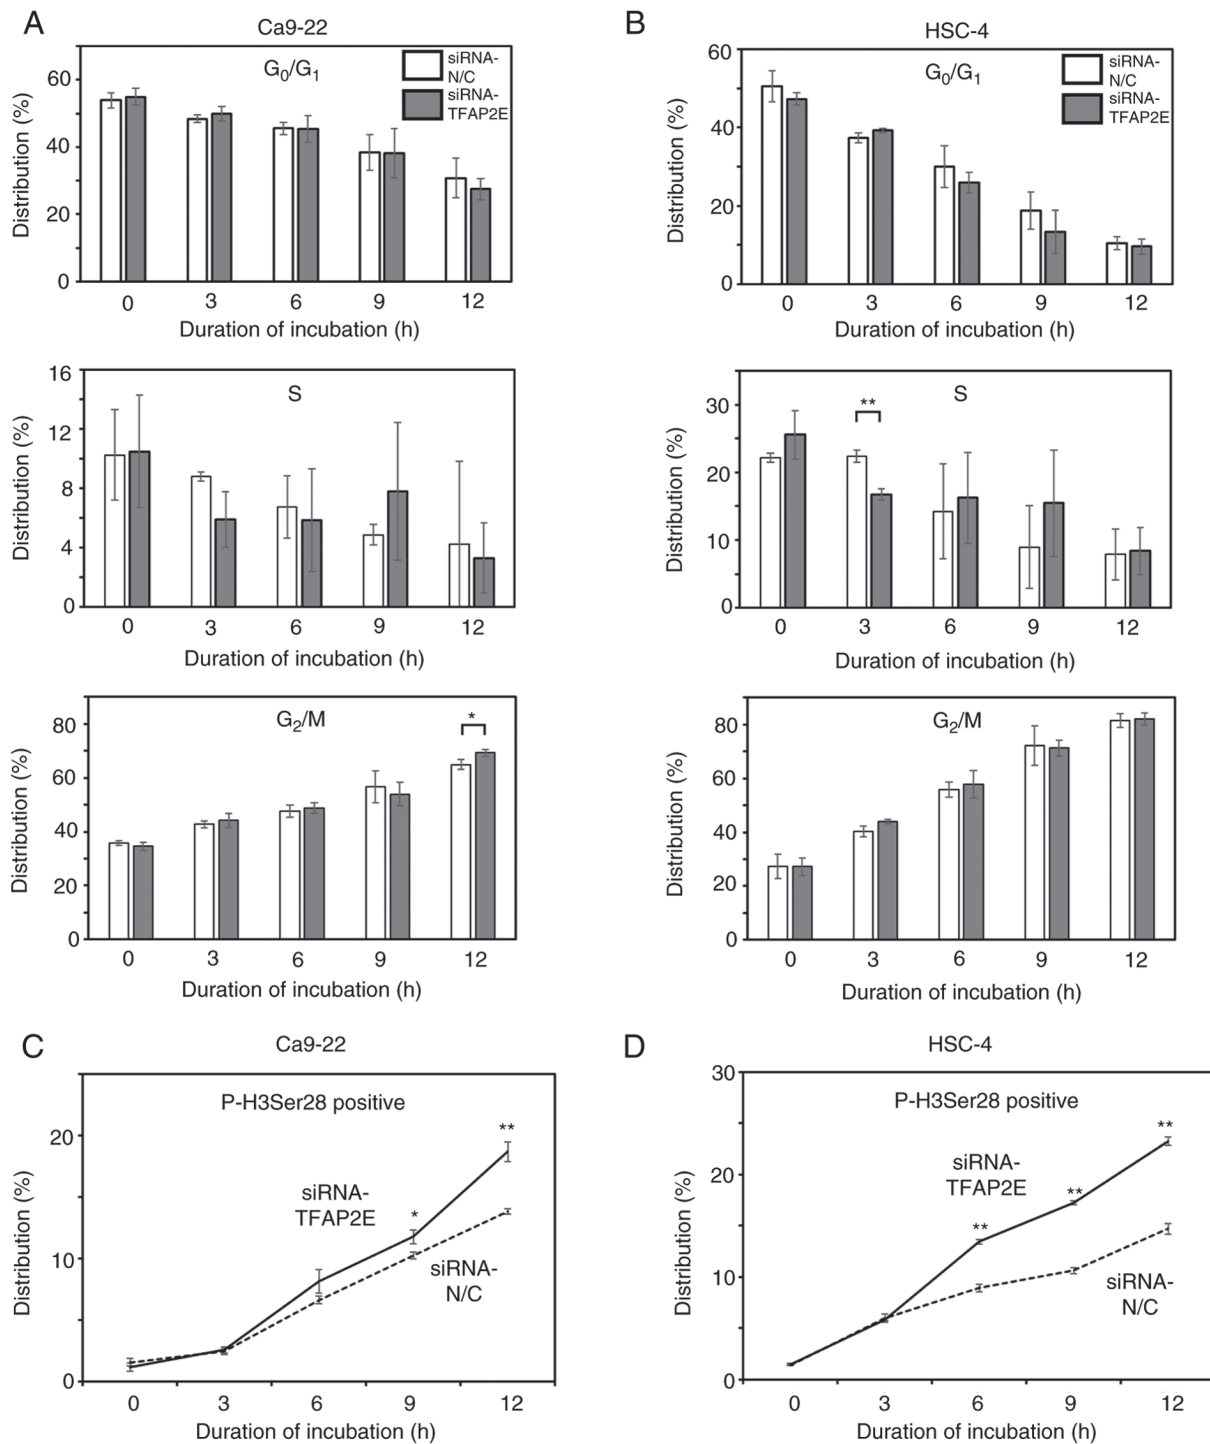 A
Ca9-22
G0/G1
siRNA-
N/C
siRNA-
TFAP2E
Distribution (%)
60
40
20
0
0 3 6 9 12
Duration of incubation (h)
S
Distribution (%)
16
12
8
4
0
0 3 6 9 12
Duration of incubation (h)
G2/M
*
Distribution (%)
80
60
40
20
0
0 3 6 9 12
Duration of incubation (h)
B
HSC-4
G0/G1
siRNA-
N/C
siRNA-
TFAP2E
Distribution (%)
60
40
20
0
0 3 6 9 12
Duration of incubation (h)
S
**
Distribution (%)
30
20
10
0
0 3 6 9 12
Duration of incubation (h)
G2/M
Distribution (%)
80
60
40
20
0
0 3 6 9 12
Duration of incubation (h)
C
Ca9-22
P-H3Ser28 positive
**
siRNA-
TFAP2E
*
siRNA-
N/C
Distribution (%)
20
10
0
0 3 6 9 12
Duration of incubation (h)
D
HSC-4
P-H3Ser28 positive
**
siRNA-
TFAP2E
**
**
siRNA-
N/C
Distribution (%)
30
20
10
0
0 3 6 9 12
Duration of incubation (h)